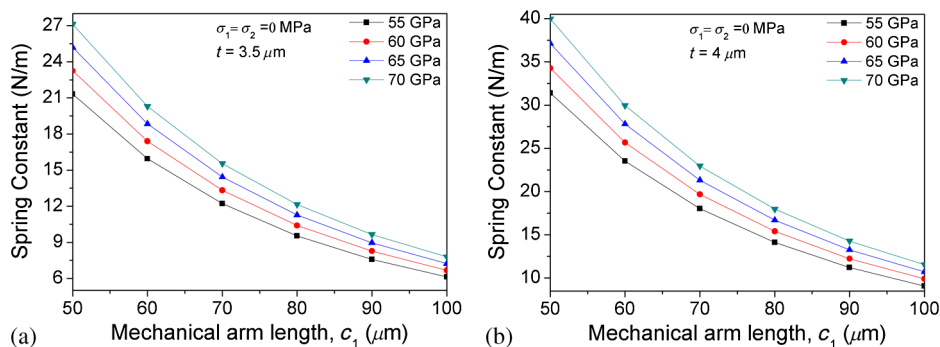 27
24
21
18
15
12
9
6
Spring Constant (N/m)
σ1= σ2 =0 MPa
t = 3.5 μm
55 GPa
60 GPa
65 GPa
70 GPa
50 60 70 80 90 100
Mechanical arm length, c1 (μm)
(a)
40
35
30
25
20
15
10
Spring Constant (N/m)
σ1= σ2 =0 MPa
t = 4 μm
55 GPa
60 GPa
65 GPa
70 GPa
50 60 70 80 90 100
Mechanical arm length, c1 (μm)
(b)